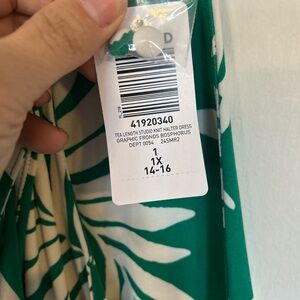 41920340
TEA LENGTH STUDIO KNIT HALTER DRESS
GRAPHIC FRONDS BOSPHORUS
DEPT 0054 24SMR2
1
1X
14-16